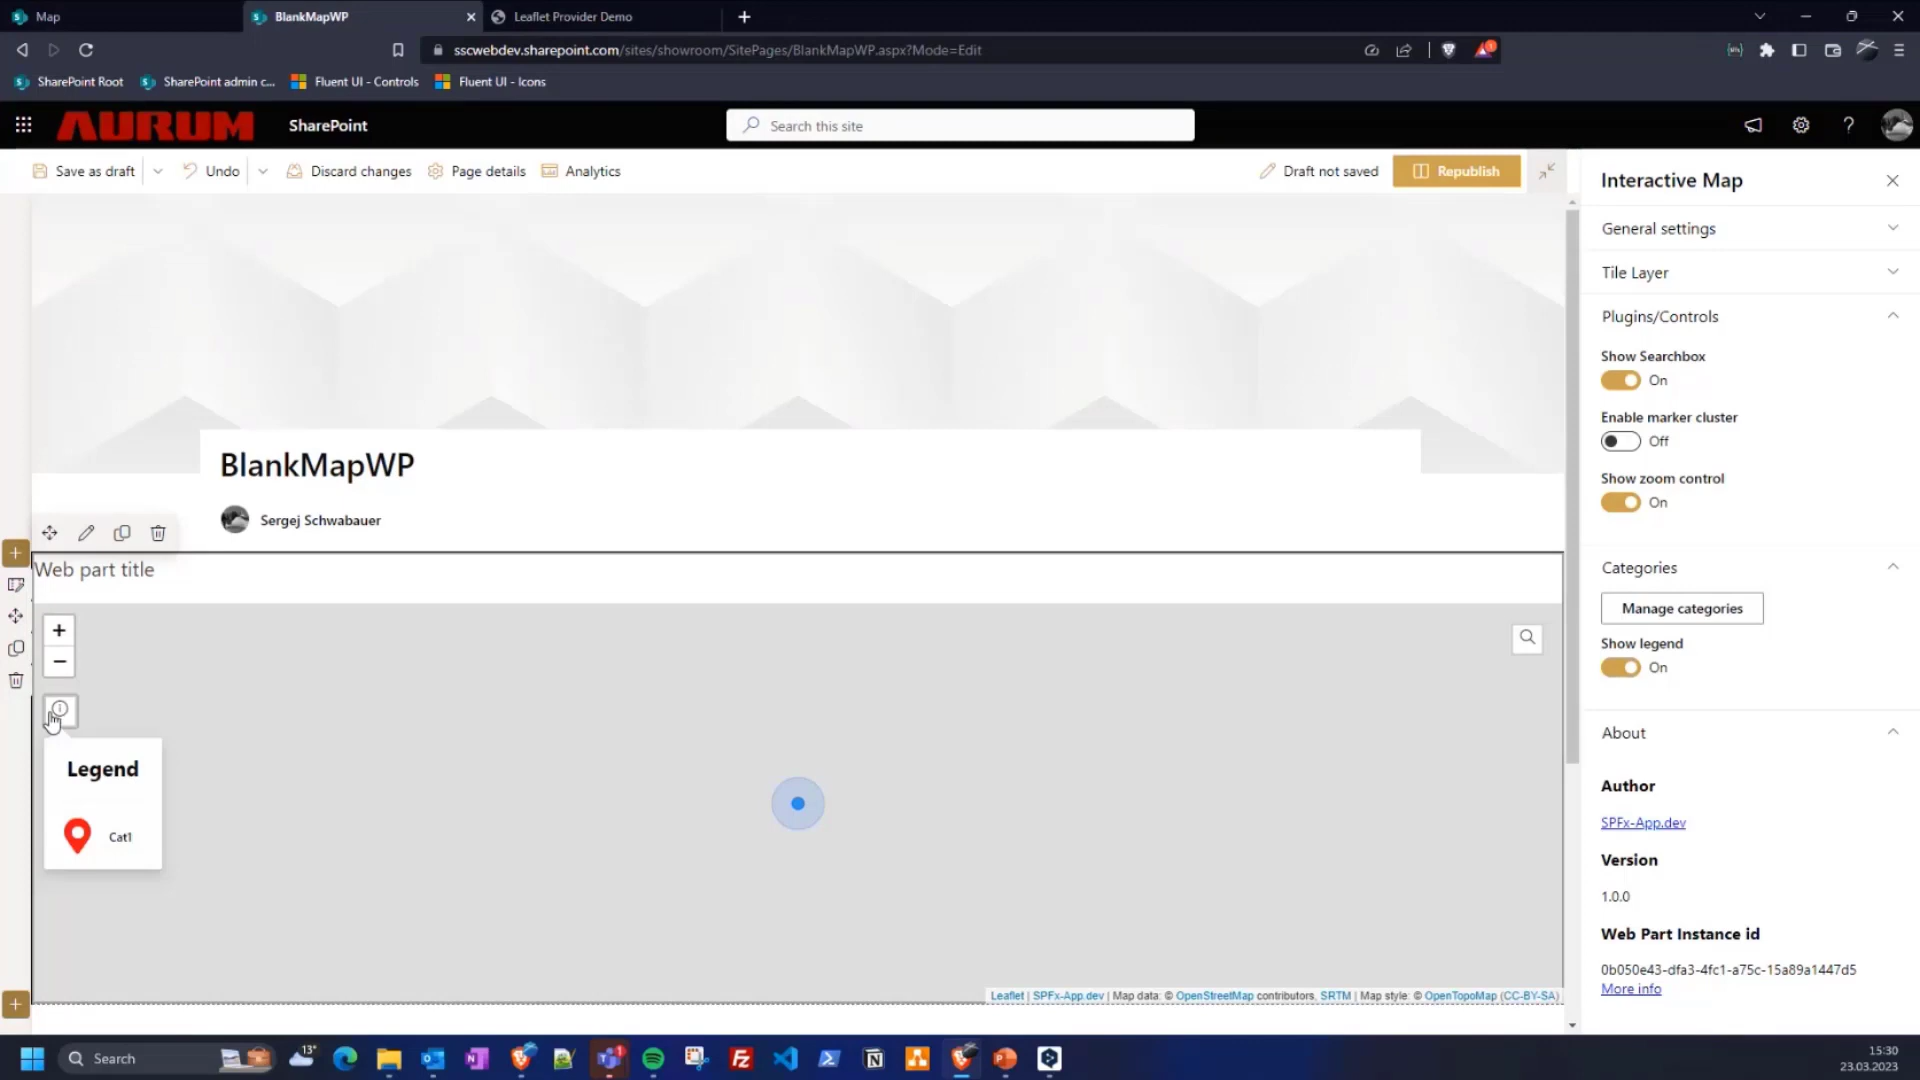 Map
BlankMapWP
Leaflet Provider Demo
sscwebdev.sharepoint.com/sites/showroom/SitePages/BlankMapWP.aspx?Mode=Edit
SharePoint Root
SharePoint admin c...
Fluent UI - Controls
Fluent UI - Icons
AURUM
SharePoint
Search this site
Save as draft
Undo
Discard changes
Page details
Analytics
Draft not saved
Republish
BlankMapWP
Sergej Schwabauer
Web part title
+
−
Legend
Cat1
Leaflet | SPFx-App.dev | Map data: © OpenStreetMap contributors, SRTM | Map style: © OpenTopoMap (CC-BY-SA)
Interactive Map
General settings
Tile Layer
Plugins/Controls
Show Searchbox
On
Enable marker cluster
Off
Show zoom control
On
Categories
Manage categories
Show legend
On
About
Author
SPFx-App.dev
Version
1.0.0
Web Part Instance id
0b050e43-dfa3-4fc1-a75c-15a89a1447d5
More info
Search
13°
15:30
23.03.2023